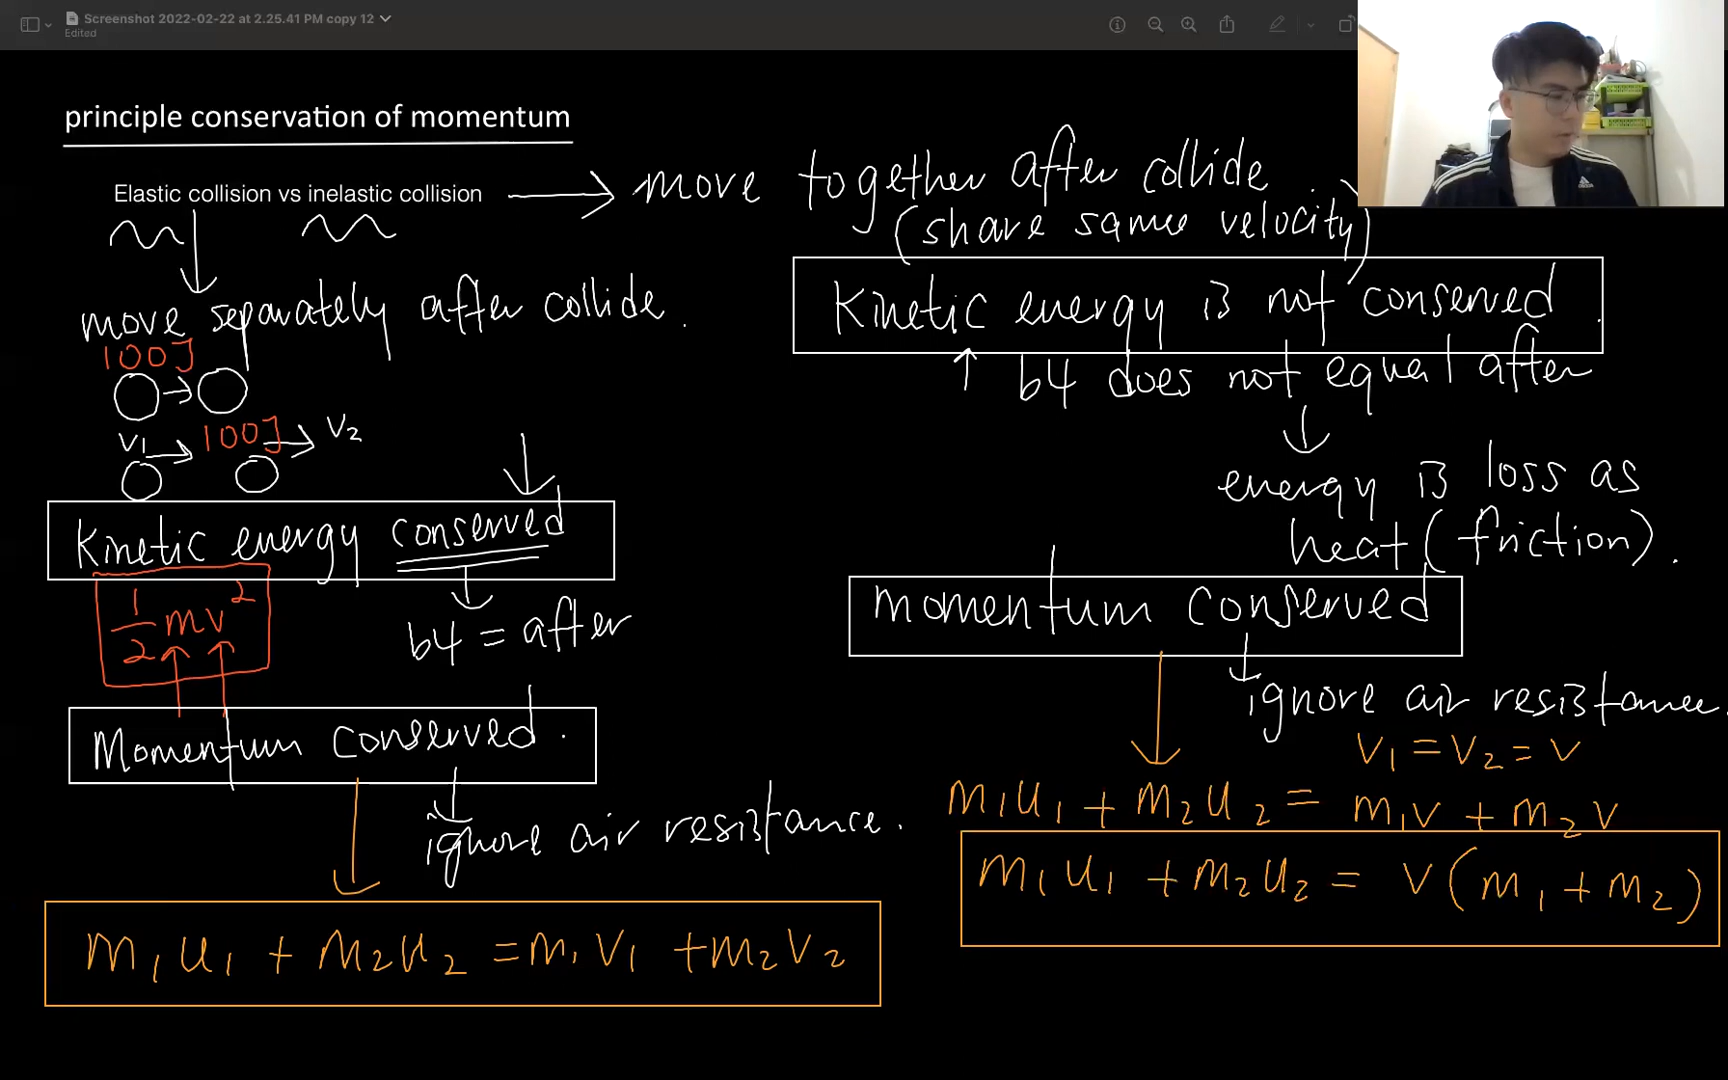 Screenshot 2022-02-22 at 2.25.41 PM copy 12
Edited
principle conservation of momentum
Elastic collision vs inelastic collision
move together after collide
(share same velocity)
move separately after collide.
100J
V1 100J V2
Kinetic energy conserved
1/2 mv²
b4 = after
Momentum conserved.
ignore air resistance.
m₁u₁ + m₂u₂ = m₁v₁ + m₂v₂
Kinetic energy is not conserved.
b4 does not equal after
energy is loss as
heat (friction).
momentum conserved
ignore air resistance.
V₁ = V₂ = V
m₁u₁ + m₂u₂ = m₁v + m₂v
m₁u₁ + m₂u₂ = v(m₁ + m₂)